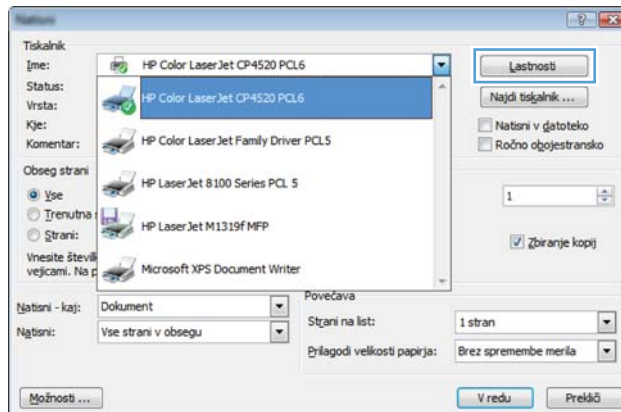 Natisni
Tiskalnik
Ime:
HP Color LaserJet CP4520 PCL6
Lastnosti
Status:
HP Color LaserJet CP4520 PCL6
Najdi tiskalnik ...
Vrsta:
Kje:
HP Color LaserJet Family Driver PCL5
Natisni v datoteko
Komentar:
Ročno obojestransko
Obseg strani
HP LaserJet 8100 Series PCL 5
Vse
1
Trenutna
HP LaserJet M1319f MFP
Strani:
Zbiranje kopij
Vnesite števil
vejicami. Na p
Microsoft XPS Document Writer
Natisni - kaj:
Dokument
Povečava
Natisni:
Vse strani v obsegu
Strani na list:
1 stran
Prilagodi velikosti papirja:
Brez spremembe merila
Možnosti ...
V redu
Prekliči